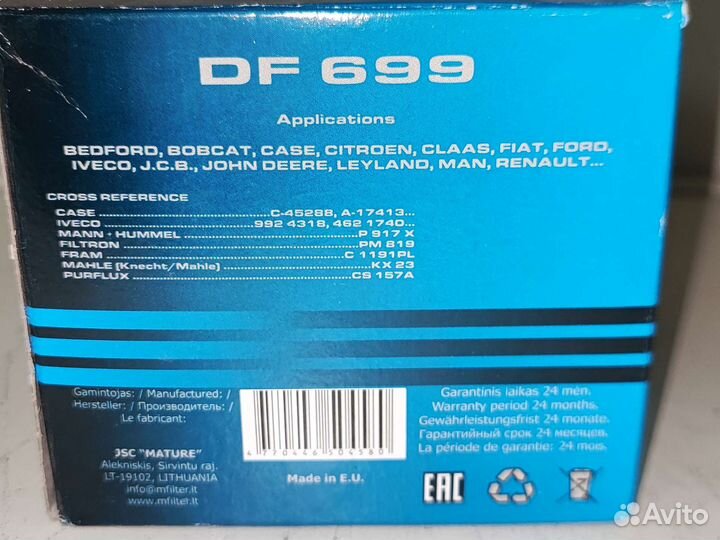 DF 699
Applications
BEDFORD, BOBCAT, CASE, CITROEN, CLAAS, FIAT, FORD,
IVECO, J.C.B., JOHN DEERE, LEYLAND, MAN, RENAULT...
CROSS REFERENCE
CASE ........ C-45288, A-17413...
IVECO ........ 992 4318, 462 1740...
MANN + HUMMEL ........ P 917 X
FILTRON ........ PM 819
FRAM ........ C 1191PL
MAHLE (Knecht/Mahle) ........ KX 23
PURFLUX ........ CS 157A
Gamintojas: / Manufactured: /
Hersteller: / Производитель: /
Le fabricant:
JSC "MATURE"
Alekniskis, Sirvintu raj.
LT-19102, LITHUANIA
info@mfilter.lt
www.mfilter.lt
4 770446 504580
Made in E.U.
Garantinis laikas 24 mėn.
Warranty period 24 months.
Gewährleistungsfrist 24 monate.
Гарантийный срок 24 месяцев.
La période de garantie: 24 mois.
EAC
Avito